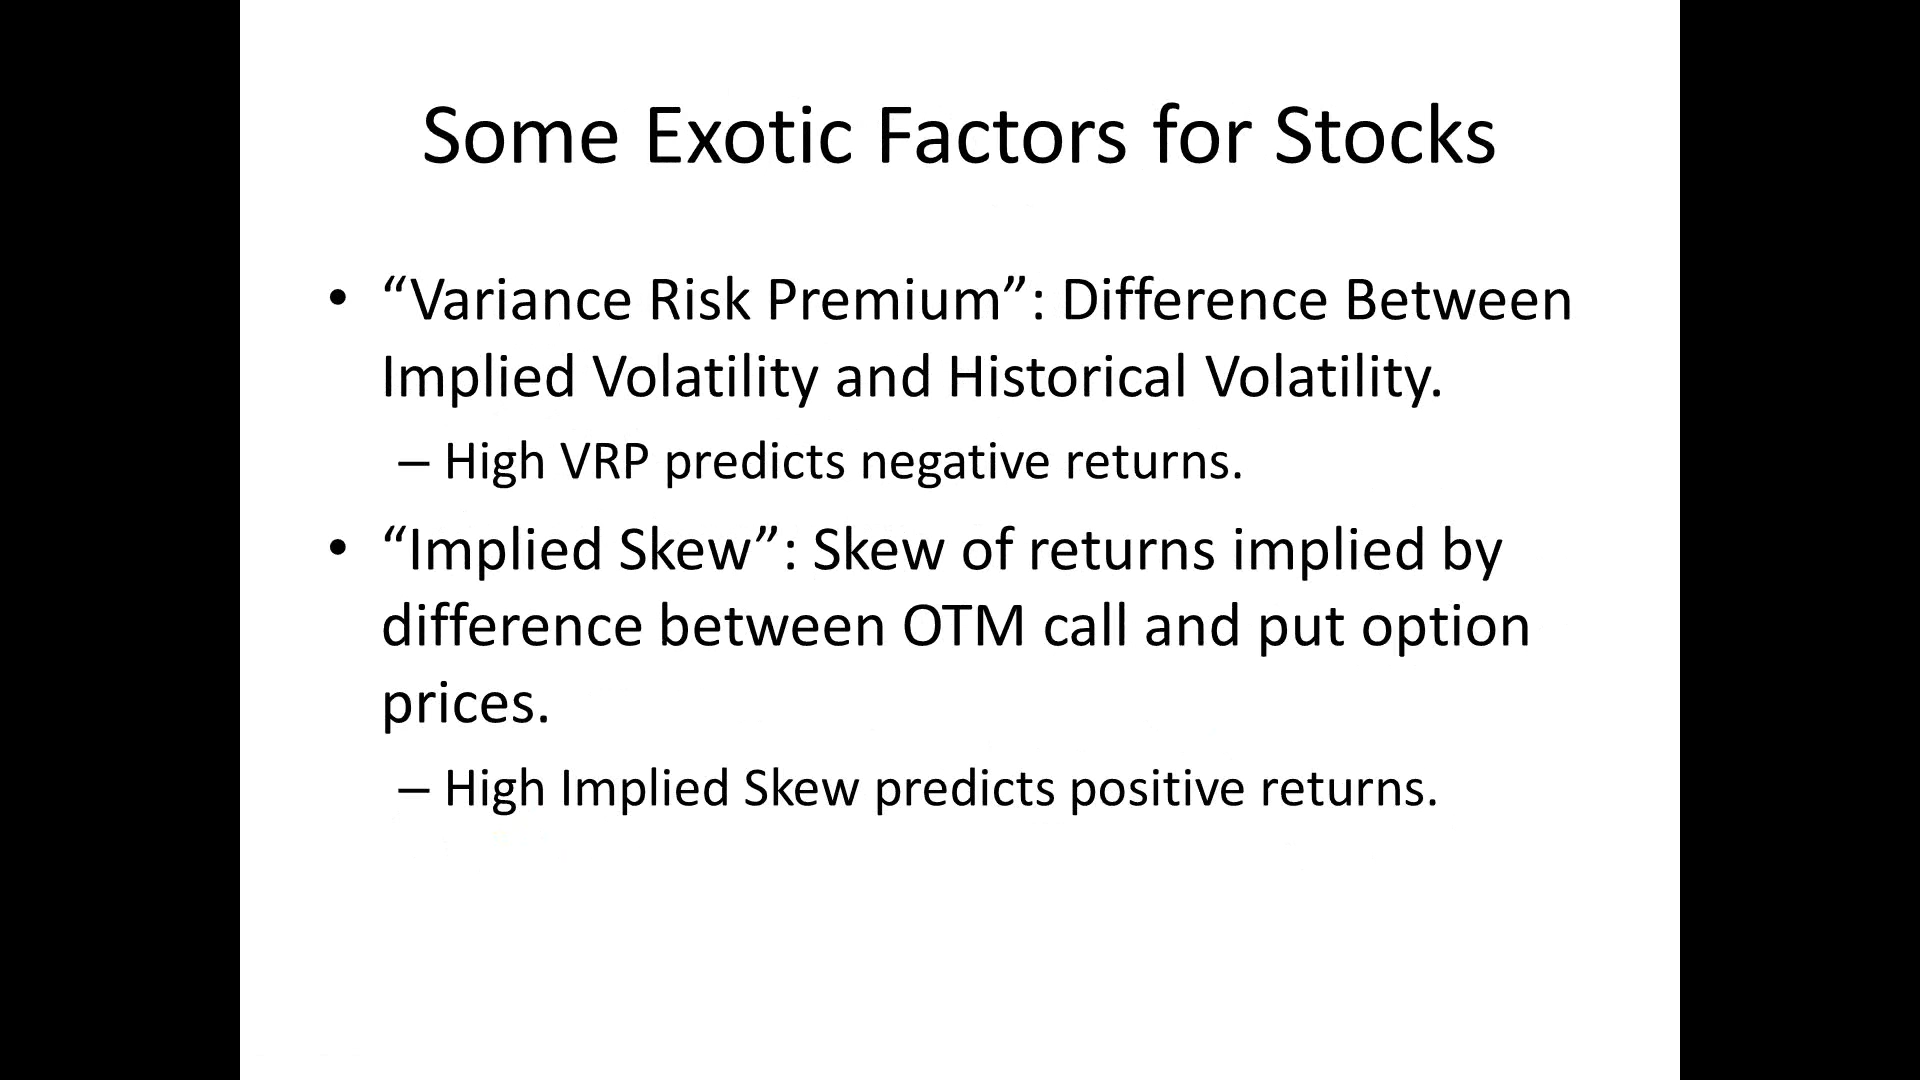 Some Exotic Factors for Stocks
• “Variance Risk Premium”: Difference Between
Implied Volatility and Historical Volatility.
– High VRP predicts negative returns.
• “Implied Skew”: Skew of returns implied by
difference between OTM call and put option
prices.
– High Implied Skew predicts positive returns.